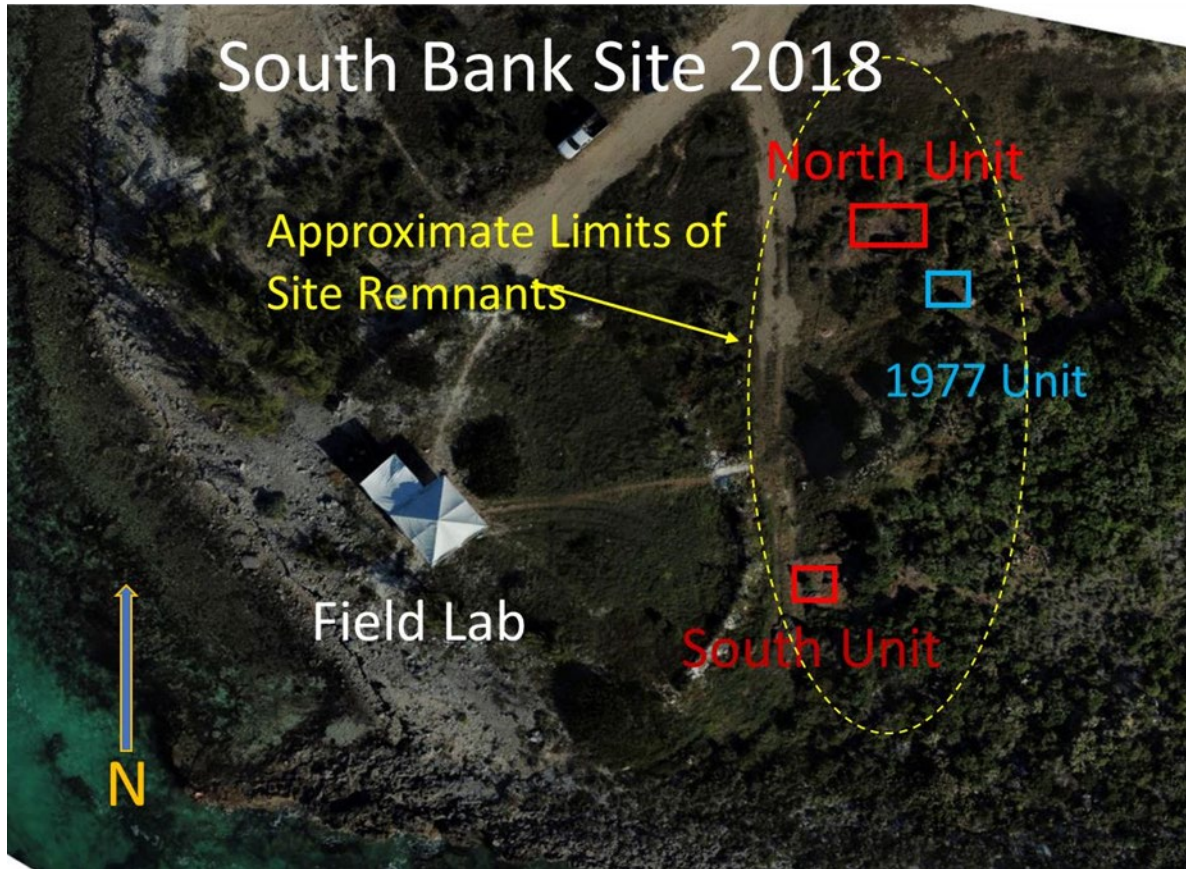 South Bank Site 2018
North Unit
Approximate Limits of
Site Remnants
1977 Unit
Field Lab
South Unit
N